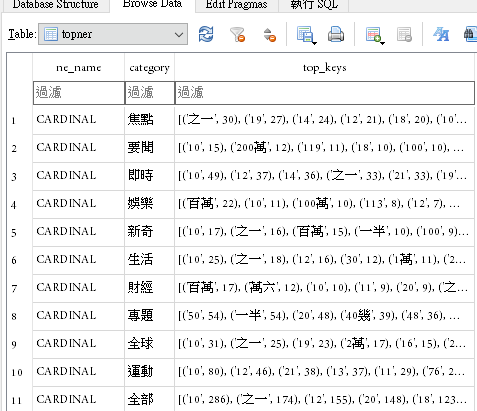 Database Structure Browse Data Edit Pragmas 執行 SQL
Table: topner
ne_name category top_keys
過濾 過濾 過濾
1 CARDINAL 焦點 [('之一', 30), ('19', 27), ('14', 24), ('12', 21), ('18', 20), ('10'...
2 CARDINAL 要聞 [('10', 15), ('200萬', 12), ('119', 11), ('18', 10), ('100', 10), ...
3 CARDINAL 即時 [('10', 49), ('12', 37), ('14', 36), ('之一', 33), ('21', 33), ('19'...
4 CARDINAL 娛樂 [('百萬', 22), ('10', 11), ('100萬', 10), ('113', 8), ('12', 7), ...
5 CARDINAL 新奇 [('10', 17), ('之一', 16), ('百萬', 15), ('一半', 10), ('100', 9)...
6 CARDINAL 生活 [('10', 25), ('之一', 18), ('12', 16), ('30', 12), ('1萬', 11), ('2...
7 CARDINAL 財經 [('百萬', 17), ('萬六', 12), ('10', 10), ('11', 9), ('20', 9), ('之...
8 CARDINAL 專題 [('50', 54), ('一半', 54), ('20', 48), ('40幾', 39), ('48', 36), ...
9 CARDINAL 全球 [('10', 31), ('之一', 25), ('19', 23), ('2萬', 17), ('16', 15), ('2...
10 CARDINAL 運動 [('10', 80), ('12', 46), ('21', 38), ('13', 37), ('11', 29), ('76', 2...
11 CARDINAL 全部 [('10', 286), ('之一', 174), ('12', 155), ('20', 148), ('18', 123...